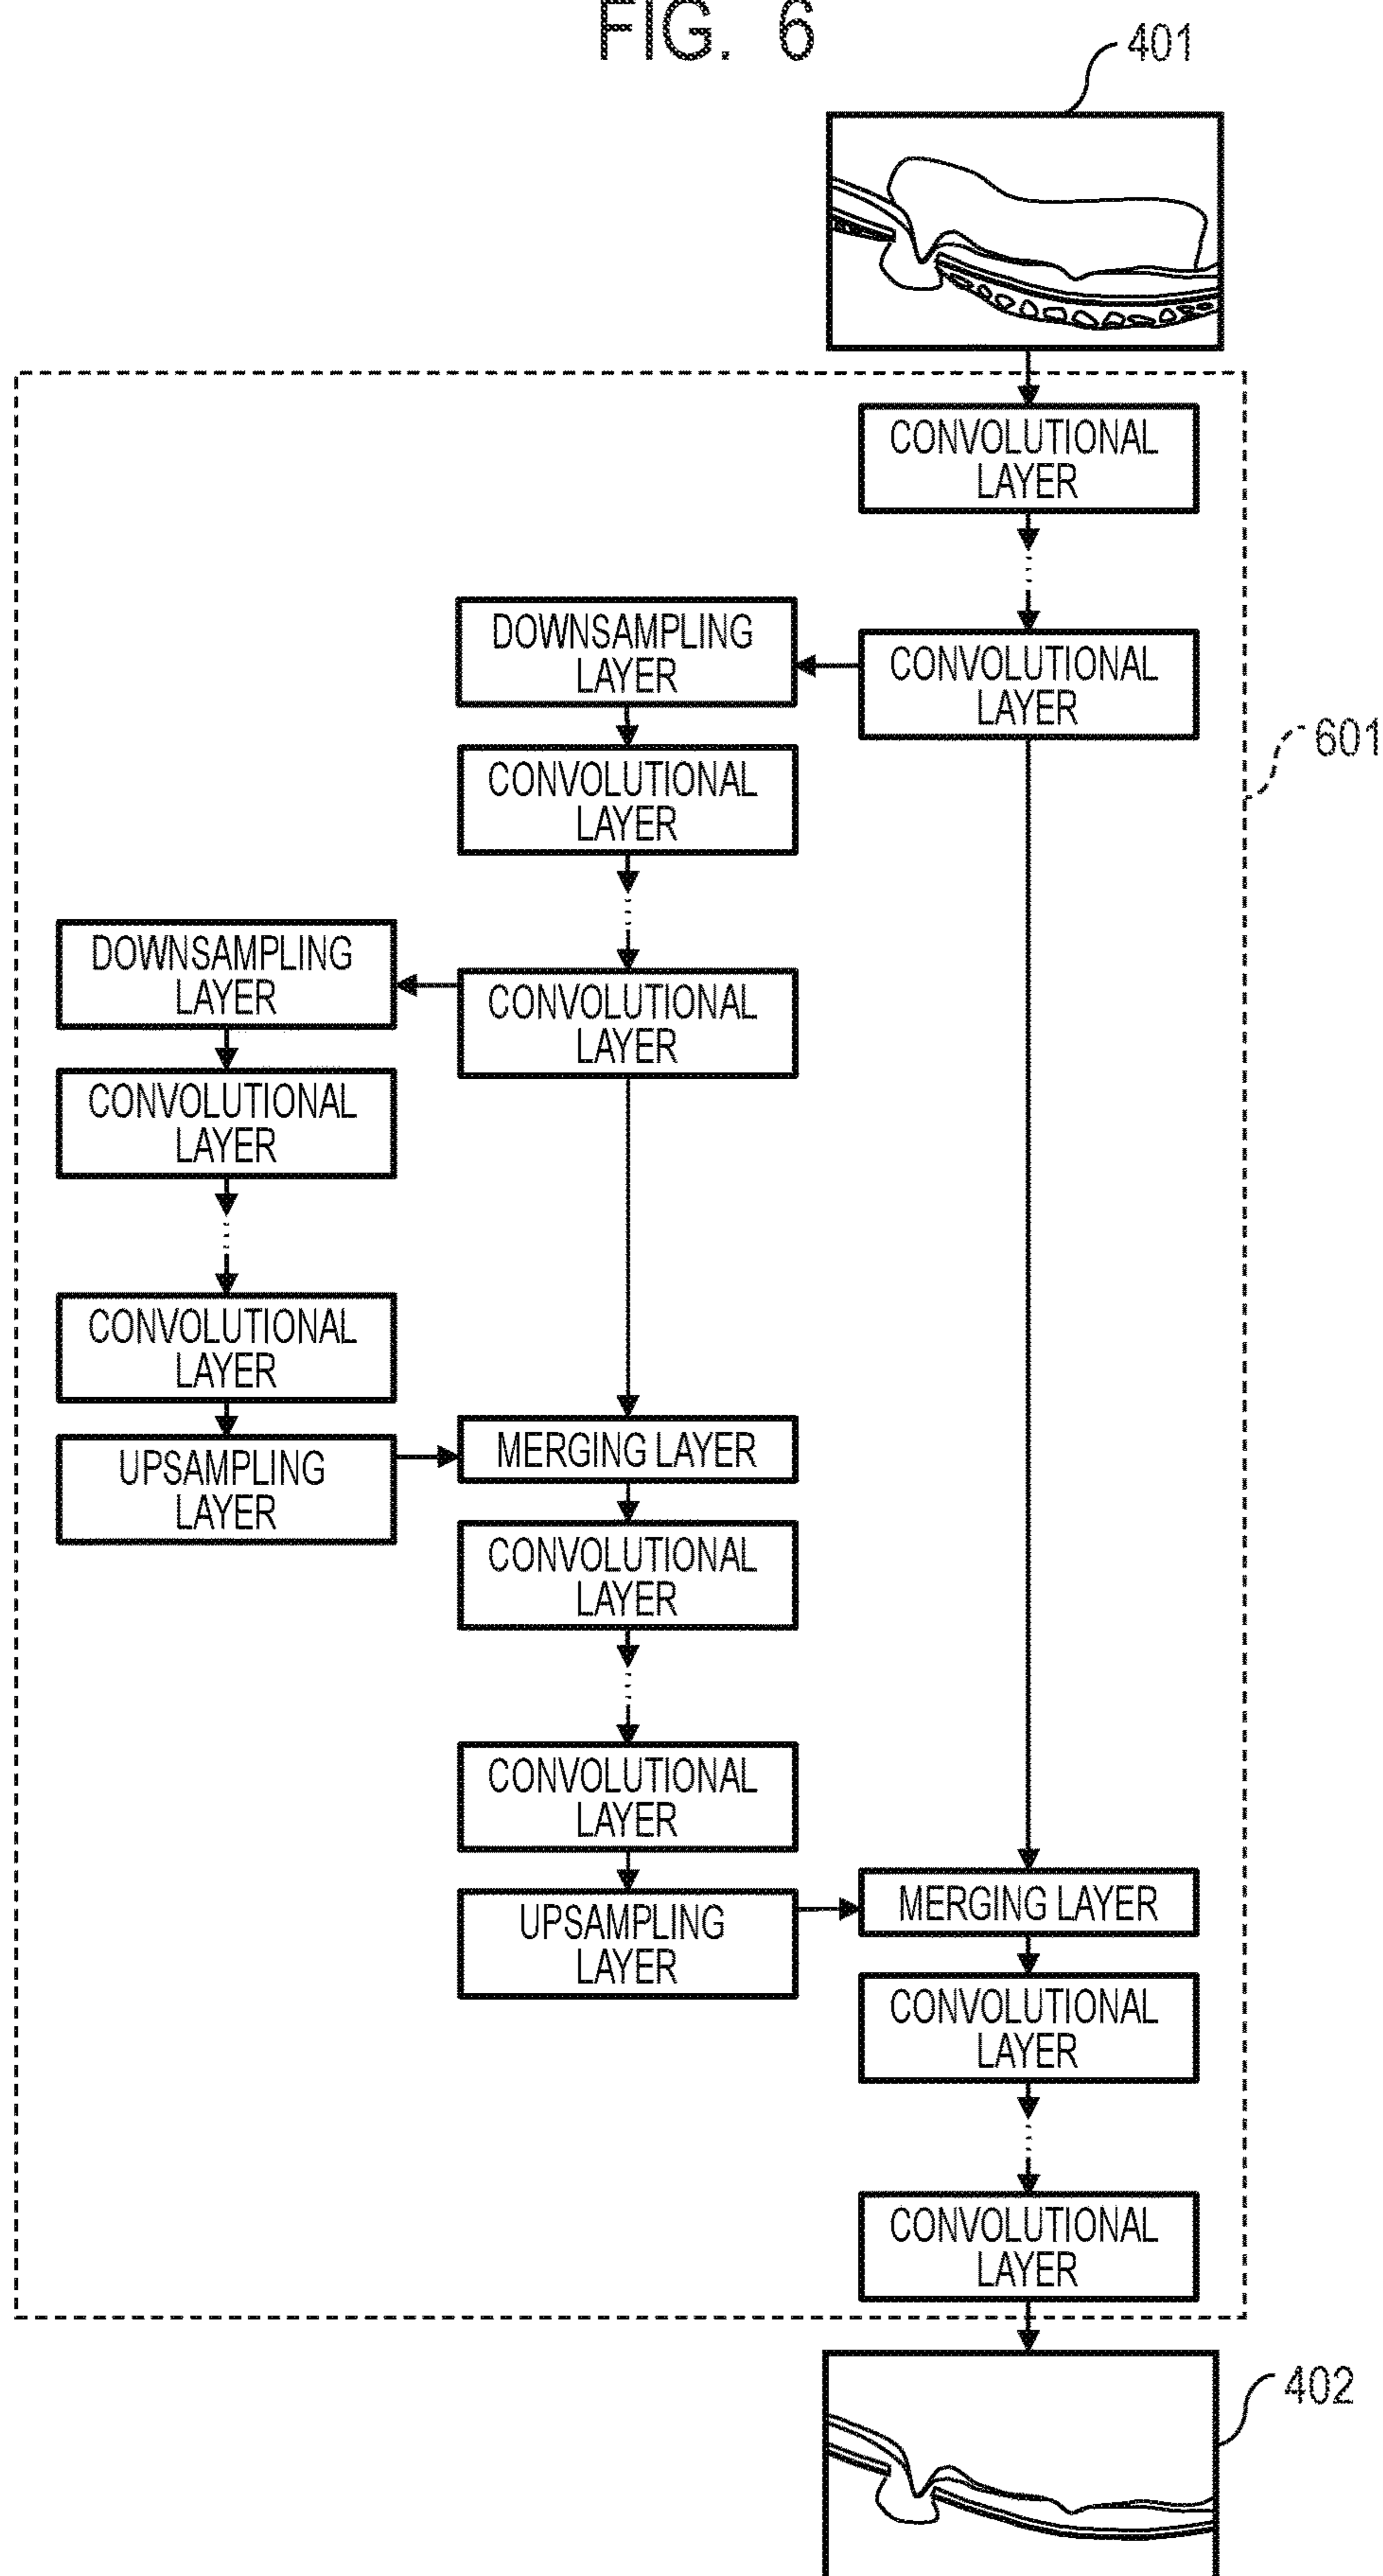 FIG. 6
401
CONVOLUTIONAL
LAYER
DOWNSAMPLING
LAYER
CONVOLUTIONAL
LAYER
601
CONVOLUTIONAL
LAYER
DOWNSAMPLING
LAYER
CONVOLUTIONAL
LAYER
CONVOLUTIONAL
LAYER
CONVOLUTIONAL
LAYER
UPSAMPLING
LAYER
MERGING LAYER
CONVOLUTIONAL
LAYER
CONVOLUTIONAL
LAYER
UPSAMPLING
LAYER
MERGING LAYER
CONVOLUTIONAL
LAYER
CONVOLUTIONAL
LAYER
402